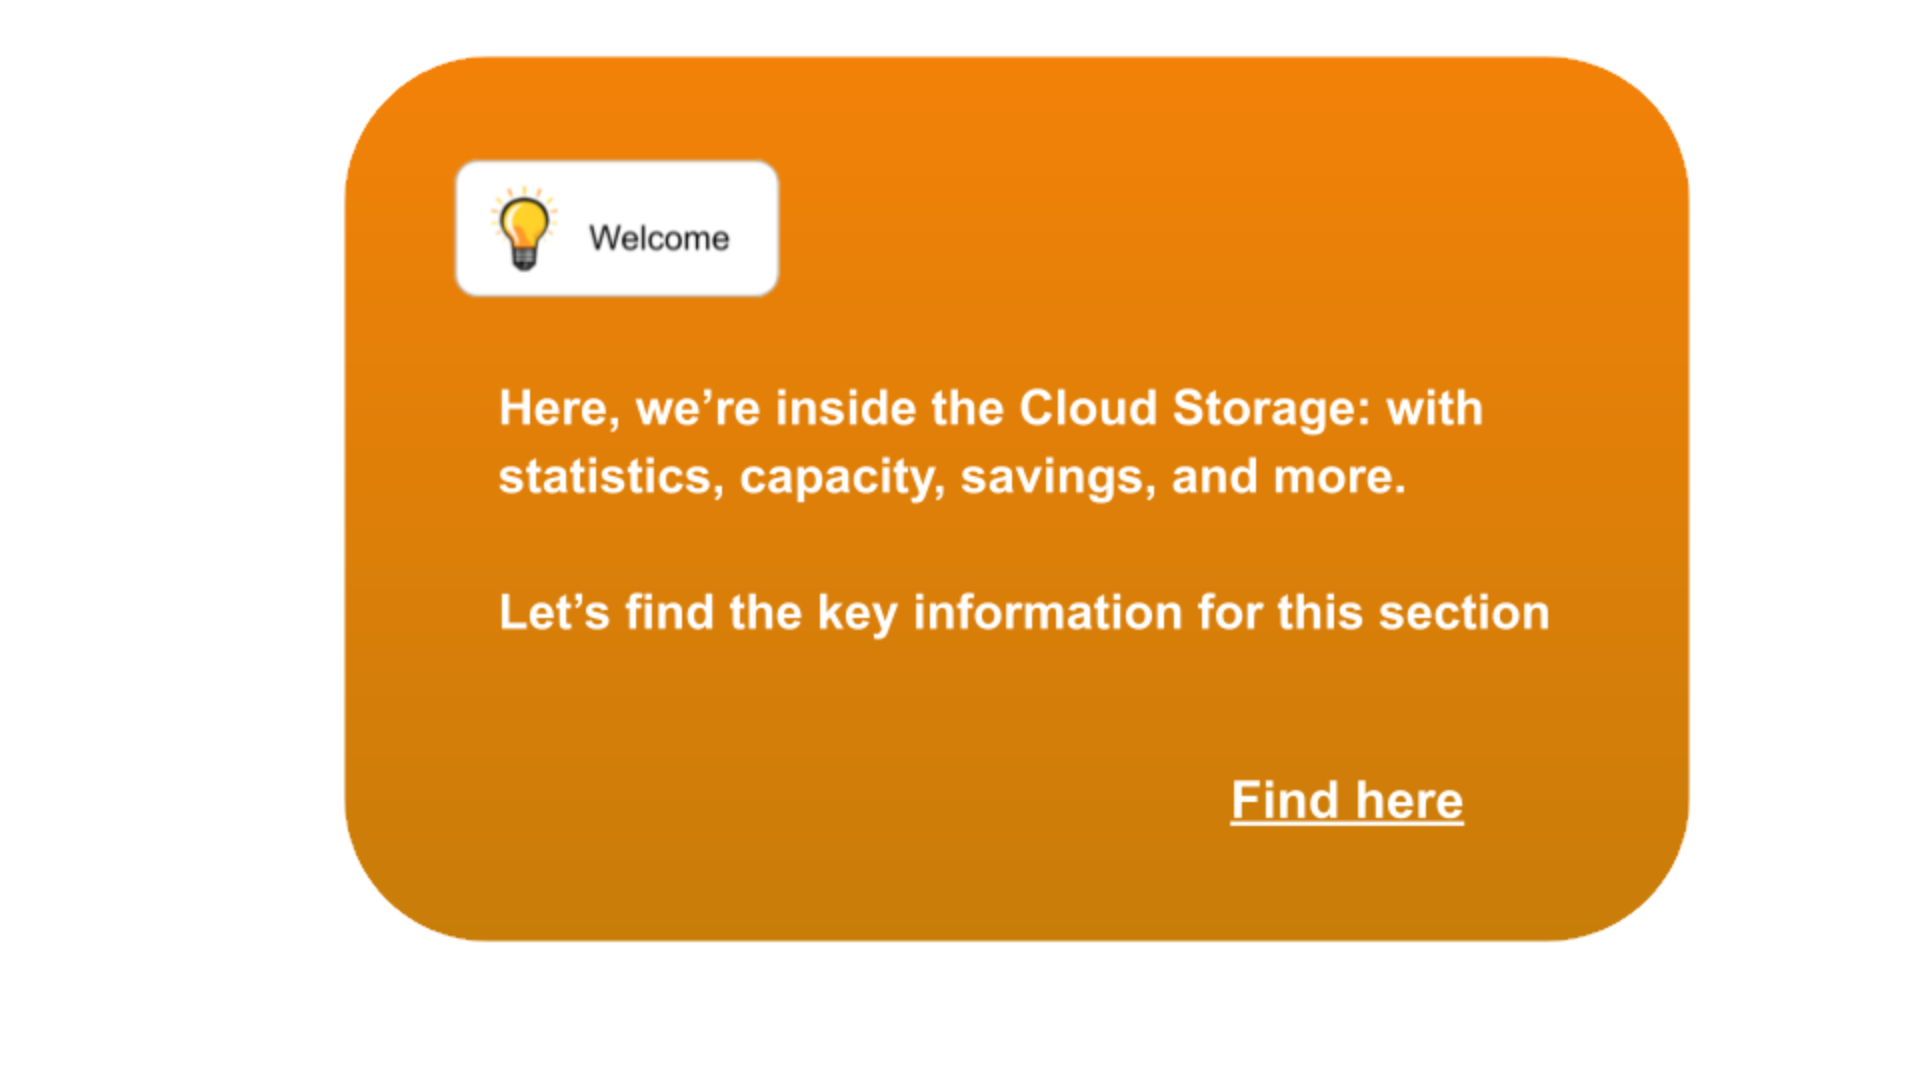 Welcome
Here, we’re inside the Cloud Storage: with
statistics, capacity, savings, and more.
Let’s find the key information for this section
Find here